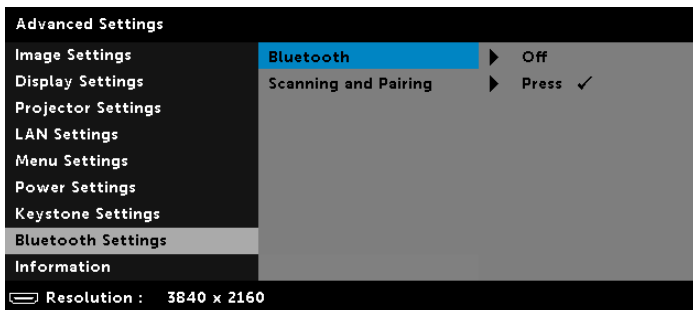 Advanced Settings
Image Settings
Bluetooth Off
Display Settings
Scanning and Pairing Press ✓
Projector Settings
LAN Settings
Menu Settings
Power Settings
Keystone Settings
Bluetooth Settings
Information
Resolution : 3840 x 2160